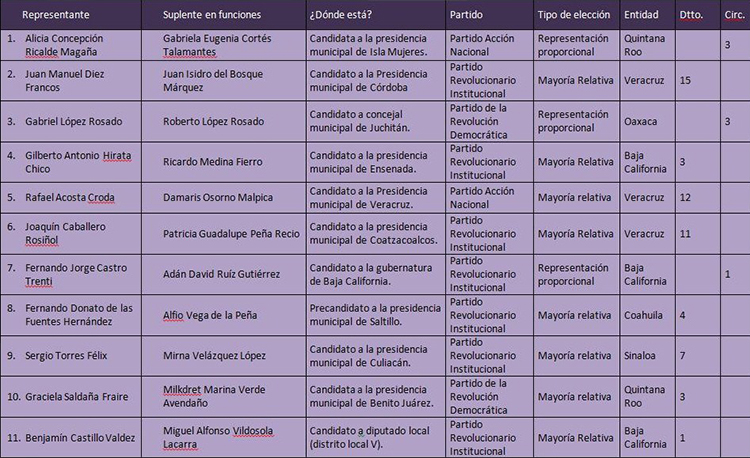 Representante Suplente en funciones ¿Dónde está? Partido Tipo de elección Entidad Dtto. Circ.
1. Alicia Concepción Ricalde Magaña Gabriela Eugenia Cortés Talamantes Candidata a la presidencia municipal de Isla Mujeres. Partido Acción Nacional Representación proporcional Quintana Roo 3
2. Juan Manuel Diez Francos Juan Isidro del Bosque Márquez Candidato a la Presidencia municipal de Córdoba Partido Revolucionario Institucional Mayoría Relativa Veracruz 15
3. Gabriel López Rosado Roberto López Rosado Candidato a concejal municipal de Juchitán. Partido de la Revolución Democrática Representación proporcional Oaxaca 3
4. Gilberto Antonio Hirata Chico Ricardo Medina Fierro Candidato a la presidencia municipal de Ensenada. Partido Revolucionario Institucional Mayoría Relativa Baja California 3
5. Rafael Acosta Croda Damaris Osorno Malpica Candidato a la Presidencia municipal de Veracruz. Partido Acción Nacional Mayoría relativa Veracruz 12
6. Joaquín Caballero Rosiñol Patricia Guadalupe Peña Recio Candidato a la presidencia municipal de Coatzacoalcos. Partido Revolucionario Institucional Mayoría Relativa Veracruz 11
7. Fernando Jorge Castro Trenti Adán David Ruíz Gutiérrez Candidato a la gubernatura de Baja California. Partido Revolucionario Institucional Representación proporcional Baja California 1
8. Fernando Donato de las Fuentes Hernández Alfio Vega de la Peña Precandidato a la presidencia municipal de Saltillo. Partido Revolucionario Institucional Mayoría relativa Coahuila 4
9. Sergio Torres Félix Mirna Velázquez López Candidato a la presidencia municipal de Culiacán. Partido Revolucionario Institucional Mayoría relativa Sinaloa 7
10. Graciela Saldaña Fraire Milkdret Marina Verde Avendaño Candidata a la presidencia municipal de Benito Juárez. Partido de la Revolución Democrática Mayoría relativa Quintana Roo 3
11. Benjamín Castillo Valdez Miguel Alfonso Vildosola Lacarra Candidato a diputado local (distrito local V). Partido Revolucionario Institucional Mayoría Relativa Baja California 1